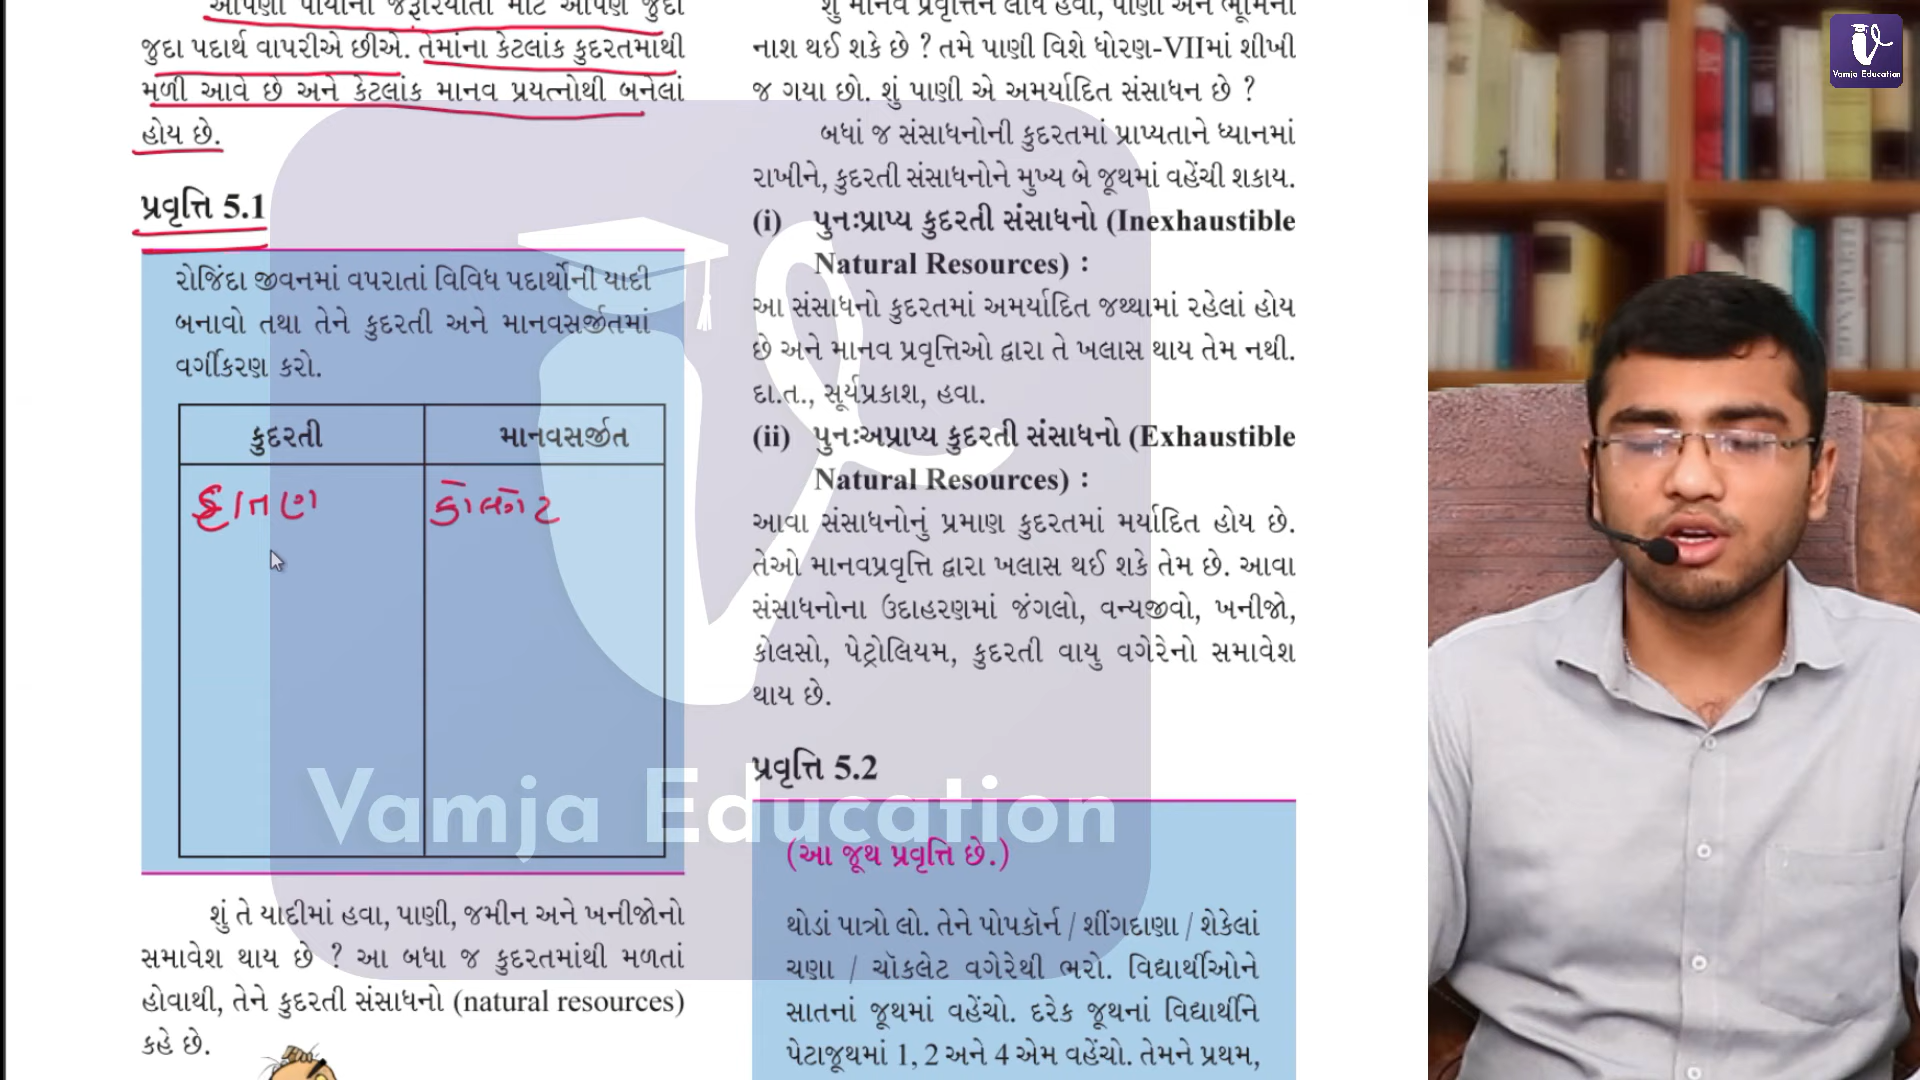 આપણી પાયાની જરૂરિયાતો માટે આપણે જુદા
જુદા પદાર્થ વાપરીએ છીએ. તેમાંના કેટલાંક કુદરતમાંથી
મળી આવે છે અને કેટલાંક માનવ પ્રયત્નોથી બનેલાં
હોય છે.
પ્રવૃત્તિ 5.1
રોજિંદા જીવનમાં વપરાતાં વિવિધ પદાર્થોની યાદી
બનાવો તથા તેને કુદરતી અને માનવસર્જીતમાં
વર્ગીકરણ કરો.
કુદરતી માનવસર્જીત
શું તે યાદીમાં હવા, પાણી, જમીન અને ખનીજોનો
સમાવેશ થાય છે ? આ બધા જ કુદરતમાંથી મળતાં
હોવાથી, તેને કુદરતી સંસાધનો (natural resources)
કહે છે.
શું માનવ પ્રવૃત્તિને લીધે હવા, પાણી અને ભૂમિનો
નાશ થઈ શકે છે ? તમે પાણી વિશે ધોરણ-VIIમાં શીખી
જ ગયા છો. શું પાણી એ અમર્યાદિત સંસાધન છે ?
બધાં જ સંસાધનોની કુદરતમાં પ્રાપ્યતાને ધ્યાનમાં
રાખીને, કુદરતી સંસાધનોને મુખ્ય બે જૂથમાં વહેંચી શકાય.
(i) પુનઃપ્રાપ્ય કુદરતી સંસાધનો (Inexhaustible
Natural Resources) :
આ સંસાધનો કુદરતમાં અમર્યાદિત જથ્થામાં રહેલાં હોય
છે અને માનવ પ્રવૃત્તિઓ દ્વારા તે ખલાસ થાય તેમ નથી.
દા.ત., સૂર્યપ્રકાશ, હવા.
(ii) પુનઃઅપ્રાપ્ય કુદરતી સંસાધનો (Exhaustible
Natural Resources) :
આવા સંસાધનોનું પ્રમાણ કુદરતમાં મર્યાદિત હોય છે.
તેઓ માનવપ્રવૃત્તિ દ્વારા ખલાસ થઈ શકે તેમ છે. આવા
સંસાધનોના ઉદાહરણમાં જંગલો, વન્યજીવો, ખનીજો,
કોલસો, પેટ્રોલિયમ, કુદરતી વાયુ વગેરેનો સમાવેશ
થાય છે.
પ્રવૃત્તિ 5.2
(આ જૂથ પ્રવૃત્તિ છે.)
થોડાં પાત્રો લો. તેને પોપકૉર્ન / શીંગદાણા / શેકેલાં
ચણા / ચૉકલેટ વગેરેથી ભરો. વિદ્યાર્થીઓને
સાતનાં જૂથમાં વહેંચો. દરેક જૂથનાં વિદ્યાર્થીને
પેટાજૂથમાં 1, 2 અને 4 એમ વહેંચો. તેમને પ્રથમ,
Vamja Education
Vamja Education